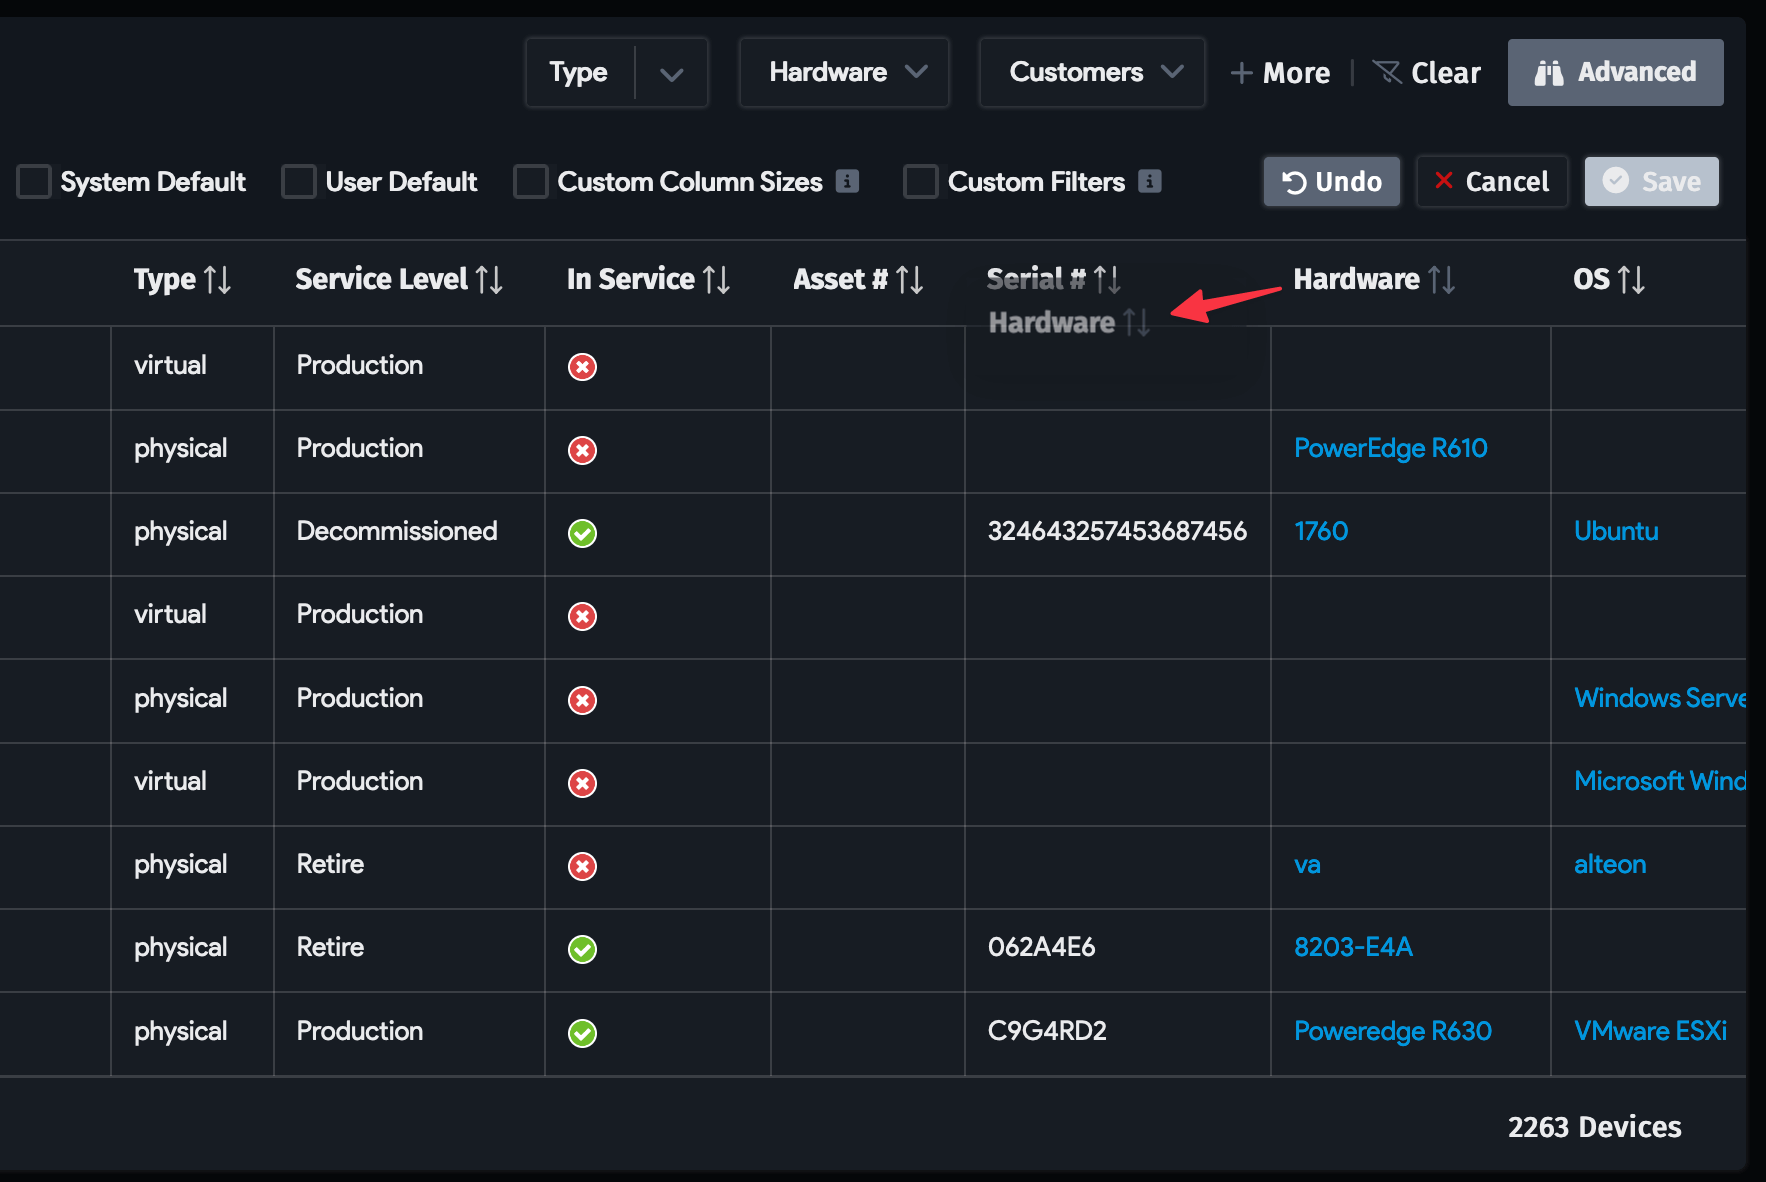 Type Hardware Customers + More | Clear Advanced
System Default User Default Custom Column Sizes i Custom Filters i Undo Cancel Save
Type Service Level In Service Asset # Serial # Hardware OS
Hardware
virtual Production
physical Production PowerEdge R610
physical Decommissioned 324643257453687456 1760 Ubuntu
virtual Production
physical Production Windows Serve
virtual Production Microsoft Wind
physical Retire va alteon
physical Retire 062A4E6 8203-E4A
physical Production C9G4RD2 Poweredge R630 VMware ESXi
2263 Devices